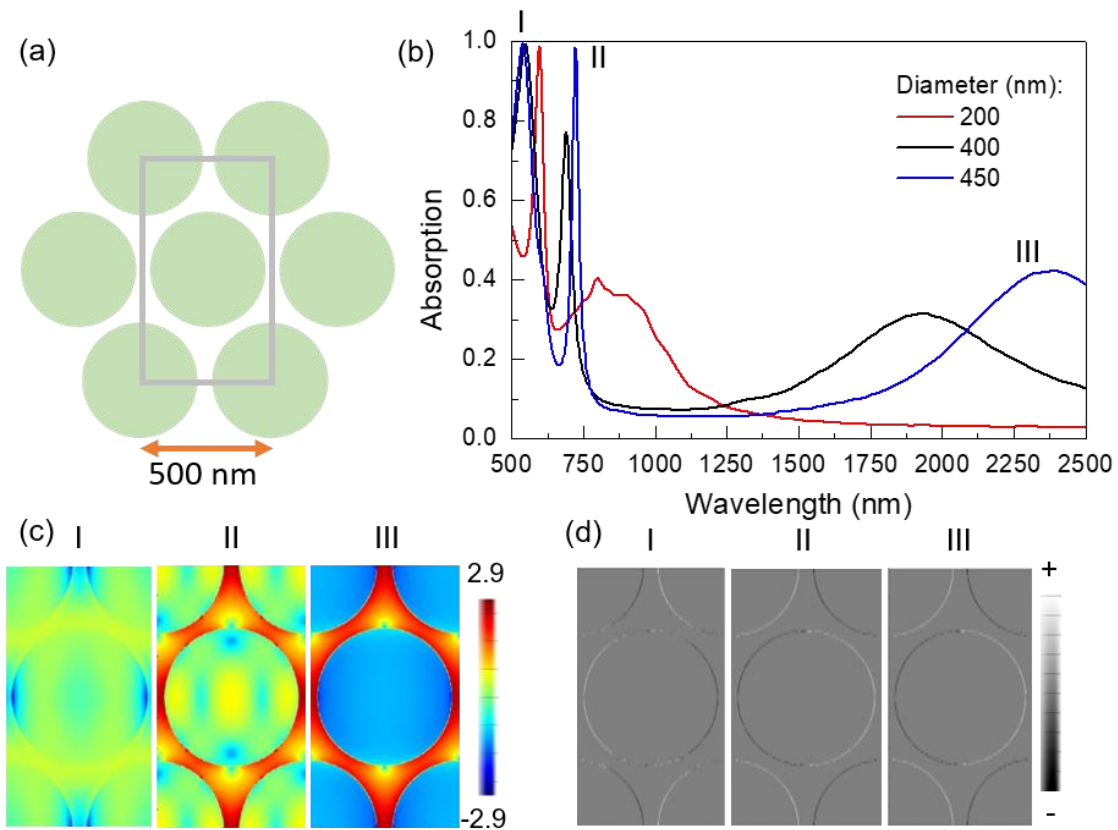 (a)
500 nm
(b)
I
II
III
Diameter (nm):
200
400
450
1.0
0.8
0.6
0.4
0.2
0.0
Absorption
500 750 1000 1250 1500 1750 2000 2250 2500
Wavelength (nm)
(c)
I II III
2.9
-2.9
(d)
I II III
+
-